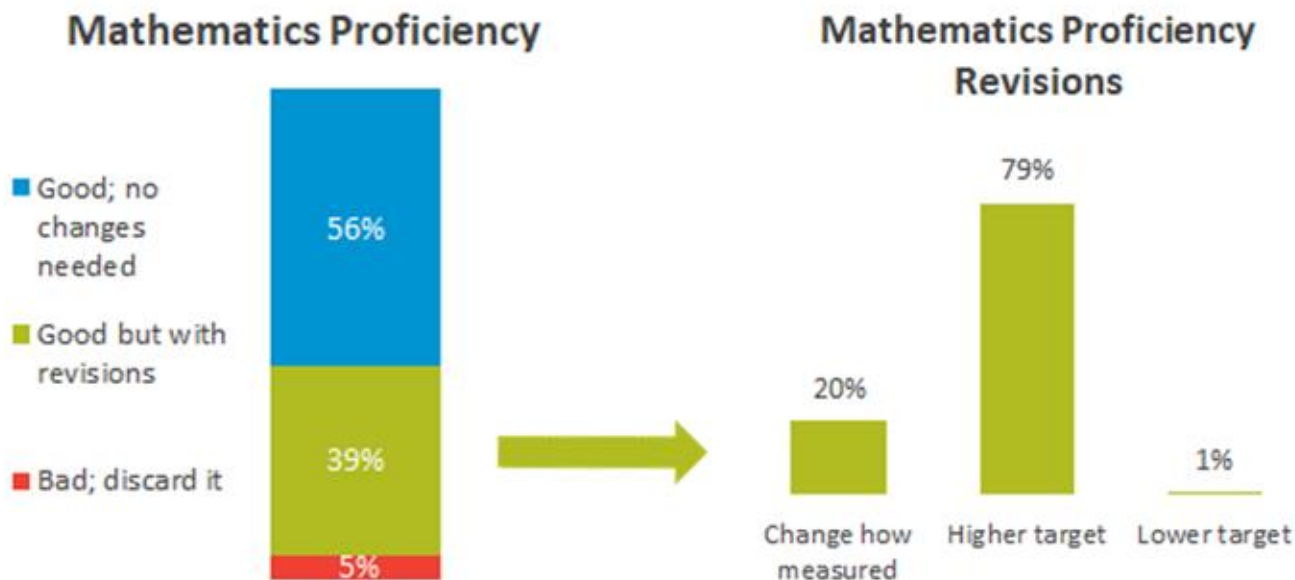 Mathematics Proficiency
Good; no
changes
needed
Good but with
revisions
Bad; discard it
56%
39%
5%
Mathematics Proficiency
Revisions
79%
20%
1%
Change how
measured
Higher target
Lower target